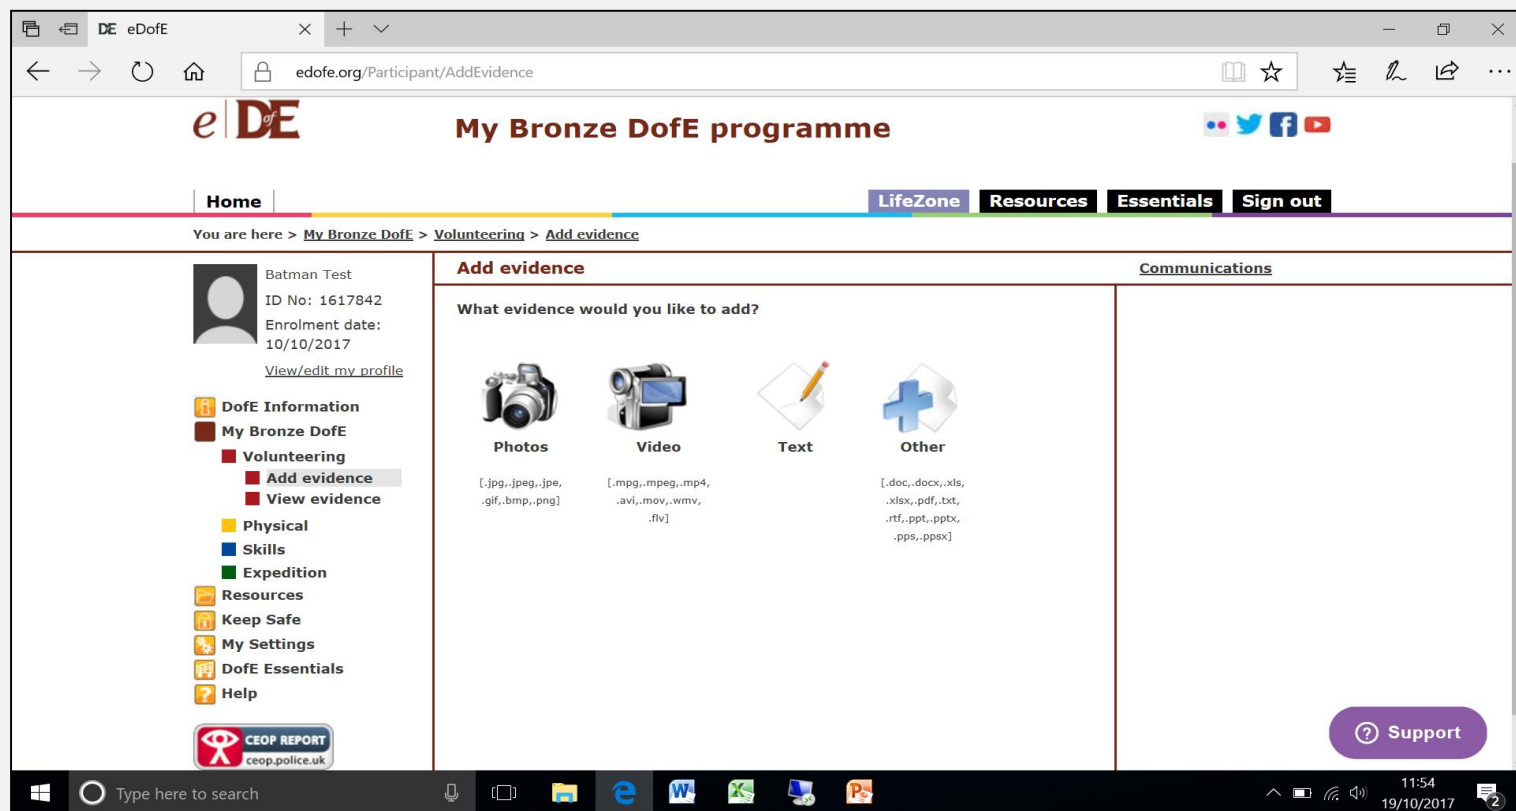 DE eDofE
edofe.org/Participant/AddEvidence
e DofE
My Bronze DofE programme
Home
LifeZone Resources Essentials Sign out
You are here > My Bronze DofE > Volunteering > Add evidence
Batman Test
ID No: 1617842
Enrolment date:
10/10/2017
View/edit my profile
DofE Information
My Bronze DofE
Volunteering
Add evidence
View evidence
Physical
Skills
Expedition
Resources
Keep Safe
My Settings
DofE Essentials
Help
CEOP REPORT
ceop.police.uk
Add evidence
Communications
What evidence would you like to add?
Photos Video Text Other
[.jpg,.jpeg,.jpe,
.gif,.bmp,.png]
[.mpg,.mpeg,.mp4,
.avi,.mov,.wmv,
.flv]
[.doc,.docx,.xls,
.xlsx,.pdf,.txt,
.rtf,.ppt,.pptx,
.pps,.ppsx]
? Support
Type here to search
11:54
19/10/2017
2